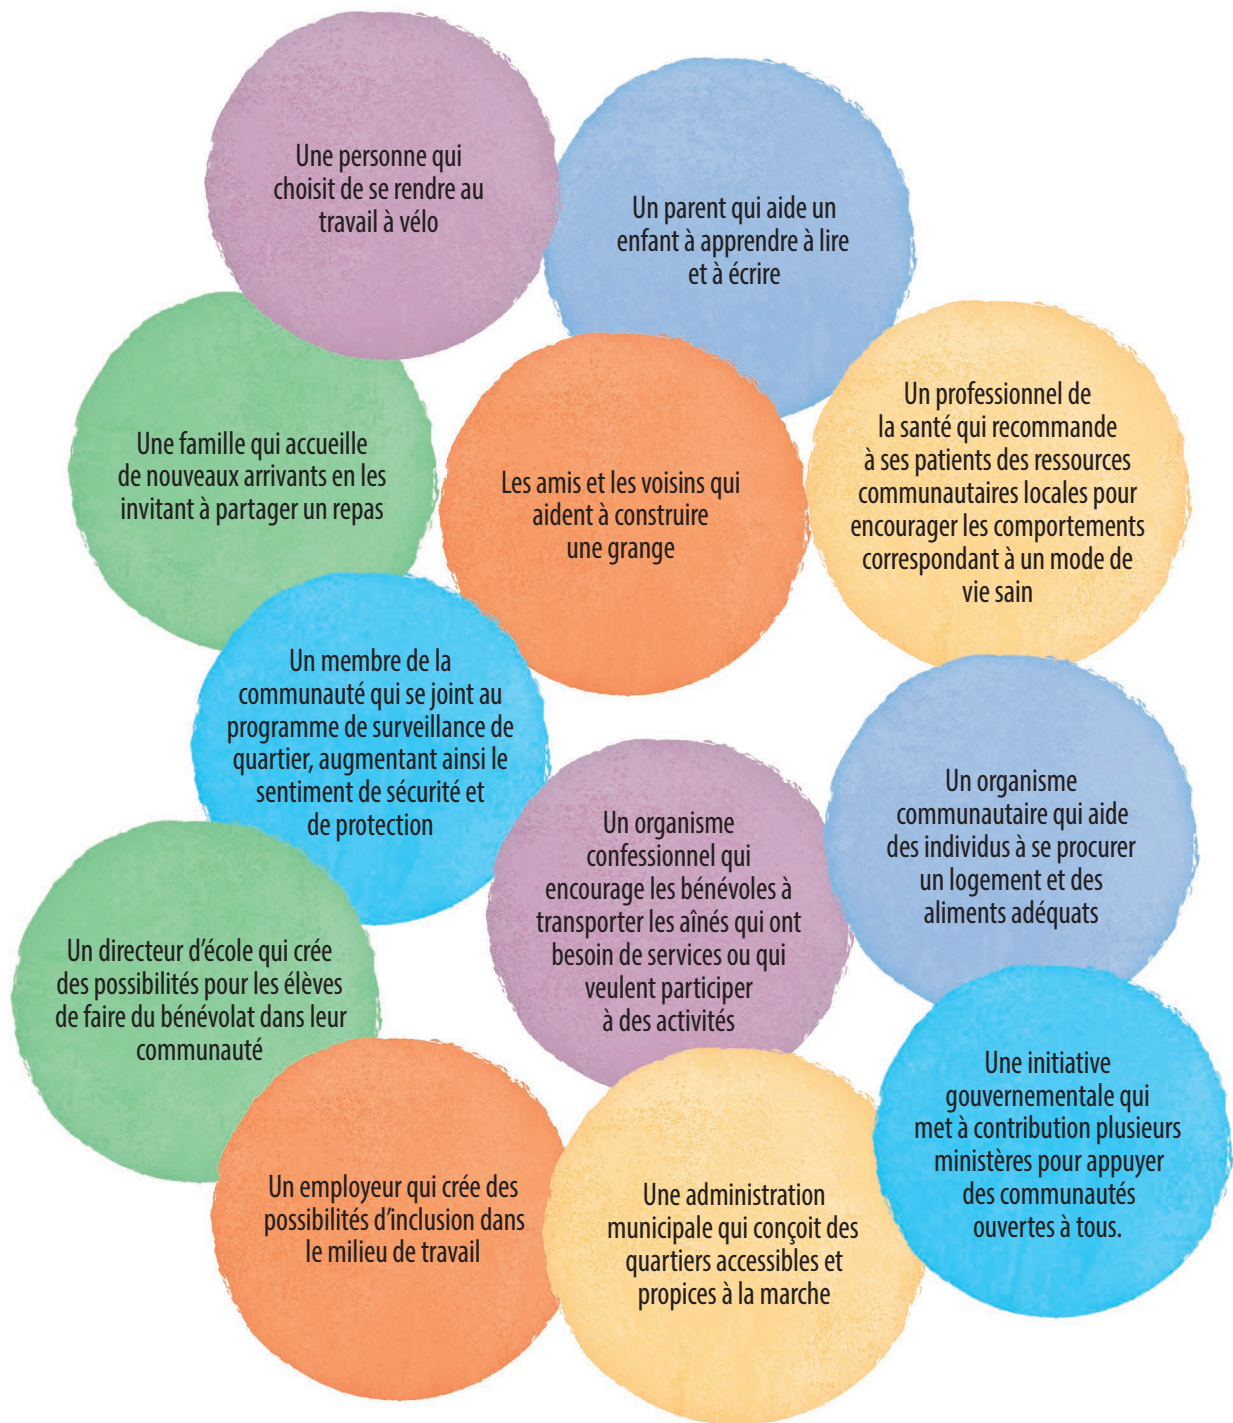 Une personne qui
choisit de se rendre au
travail à vélo
Un parent qui aide un
enfant à apprendre à lire
et à écrire
Une famille qui accueille
de nouveaux arrivants en les
invitant à partager un repas
Les amis et les voisins qui
aident à construire
une grange
Un professionnel de
la santé qui recommande
à ses patients des ressources
communautaires locales pour
encourager les comportements
correspondant à un mode de
vie sain
Un membre de la
communauté qui se joint au
programme de surveillance de
quartier, augmentant ainsi le
sentiment de sécurité et
de protection
Un organisme
confessionnel qui
encourage les bénévoles à
transporter les aînés qui ont
besoin de services ou qui
veulent participer
à des activités
Un organisme
communautaire qui aide
des individus à se procurer
un logement et des
aliments adéquats
Un directeur d'école qui crée
des possibilités pour les élèves
de faire du bénévolat dans leur
communauté
Un employeur qui crée des
possibilités d'inclusion dans
le milieu de travail
Une administration
municipale qui conçoit des
quartiers accessibles et
propices à la marche
Une initiative
gouvernementale qui
met à contribution plusieurs
ministères pour appuyer
des communautés
ouvertes à tous.